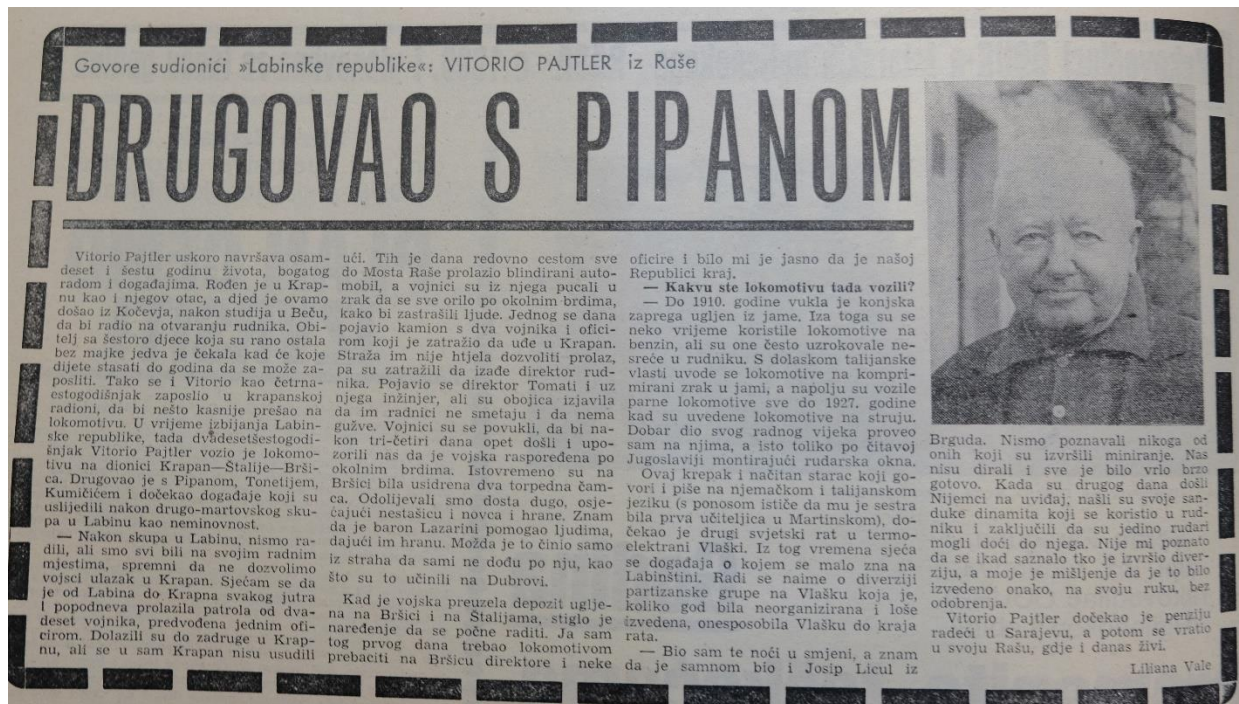 Govore sudionici »Labinske republike«: VITORIO PAJTLER iz Raše
DRUGOVAO S PIPANOM
Vitorio Pajtler uskoro navršava osam-
deset i šestu godinu života, bogatog
radom i događajima. Rođen je u Krap-
nu kao i njegov otac, a djed je ovamo
došao iz Kočevja, nakon studija u Beču,
da bi radio na otvaranju rudnika. Obi-
telj sa šestoro djece koja su rano ostala
bez majke jedva je čekala kad će koje
dijete stasati do godina da se može za-
posliti. Tako se i Vitorio kao četrna-
estogodišnjak zaposlio u krapanskoj
radioni, da bi nešto kasnije prešao na
lokomotivu. U vrijeme izbijanja Labin-
ske republike, tada dvadesetšestogodi-
šnjak Vitorio Pajtler vozio je lokomo-
tivu na dionici Krapan—Štalije—Brši-
ca. Drugovao je s Pipanom, Tonetijem,
Kumičićem i dočekao događaje koji su
uslijedili nakon drugo-martovskog sku-
pa u Labinu kao neminovnost.
— Nakon skupa u Labinu, nismo ra-
dili, ali smo svi bili na svojim radnim
mjestima, spremni da ne dozvolimo
vojsci ulazak u Krapan. Sjećam se da
je od Labina do Krapna svakog jutra
i popodneva prolazila patrola od dva-
deset vojnika, predvođena jednim ofi-
cirom. Dolazili su do zadruge u Krap-
nu, ali se u sam Krapan nisu usudili
ući. Tih je dana redovno cestom sve
do Mosta Raše prolazio blindirani auto-
mobil, a vojnici su iz njega pucali u
zrak da se sve orilo po okolnim brdima,
kako bi zastrašili ljude. Jednog se dana
pojavio kamion s dva vojnika i ofici-
rom koji je zatražio da uđe u Krapan.
Straža im nije htjela dozvoliti prolaz,
pa su zatražili da izađe direktor rud-
nika. Pojavio se direktor Tomati i uz
njega inžinjer, ali su obojica izjavila
da im radnici ne smetaju i da nema
gužve. Vojnici su se povukli, da bi na-
kon tri-četiri dana opet došli i upo-
zorili nas da je vojska raspoređena po
okolnim brdima. Istovremeno su na
Bršici bila usidrena dva torpedna čam-
ca. Odolijevali smo dosta dugo, osje-
ćajući nestašicu i novca i hrane. Znam
da je baron Lazarini pomogao ljudima,
dajući im hranu. Možda je to činio samo
iz straha da sami ne dođu po nju, kao
što su to učinili na Dubrovi.
Kad je vojska preuzela depozit uglje-
na na Bršici i na Štalijama, stiglo je
naređenje da se počne raditi. Ja sam
tog prvog dana trebao lokomotivom
prebaciti na Bršicu direktore i neke
oficire i bilo mi je jasno da je našoj
Republici kraj.
— Kakvu ste lokomotivu tada vozili?
— Do 1910. godine vukla je konjska
zaprega ugljen iz jame. Iza toga su se
neko vrijeme koristile lokomotive na
benzin, ali su one često uzrokovale ne-
sreće u rudniku. S dolaskom talijanske
vlasti uvode se lokomotive na kompri-
mirani zrak u jami, a napolju su vozile
parne lokomotive sve do 1927. godine
kad su uvedene lokomotive na struju.
Dobar dio svog radnog vijeka proveo
sam na njima, a isto toliko po čitavoj
Jugoslaviji montirajući rudarska okna.
Ovaj krepak i načitan starac koji go-
vori i piše na njemačkom i talijanskom
jeziku (s ponosom ističe da mu je sestra
bila prva učiteljica u Martinskom), do-
čekao je drugi svjetski rat u termo-
elektrani Vlaški. Iz tog vremena sjeća
se događaja o kojem se malo zna na
Labinštini. Radi se naime o diverziji
partizanske grupe na Vlašku koja je,
koliko god bila neorganizirana i loše
izvedena, onesposobila Vlašku do kraja
rata.
— Bio sam te noći u smjeni, a znam
da je samnom bio i Josip Licul iz
Brguda. Nismo poznavali nikoga od
onih koji su izvršili miniranje. Nas
nisu dirali i sve je bilo vrlo brzo
gotovo. Kada su drugog dana došli
Nijemci na uviđaj, našli su svoje san-
duke dinamita koji se koristio u rud-
niku i zaključili da su jedino rudari
mogli doći do njega. Nije mi poznato
da se ikad saznalo tko je izvršio diver-
ziju, a moje je mišljenje da je to bilo
izvedeno onako, na svoju ruku, bez
odobrenja.
Vitorio Pajtler dočekao je penziju
radeći u Sarajevu, a potom se vratio
u svoju Rašu, gdje i danas živi.
Liliana Vale